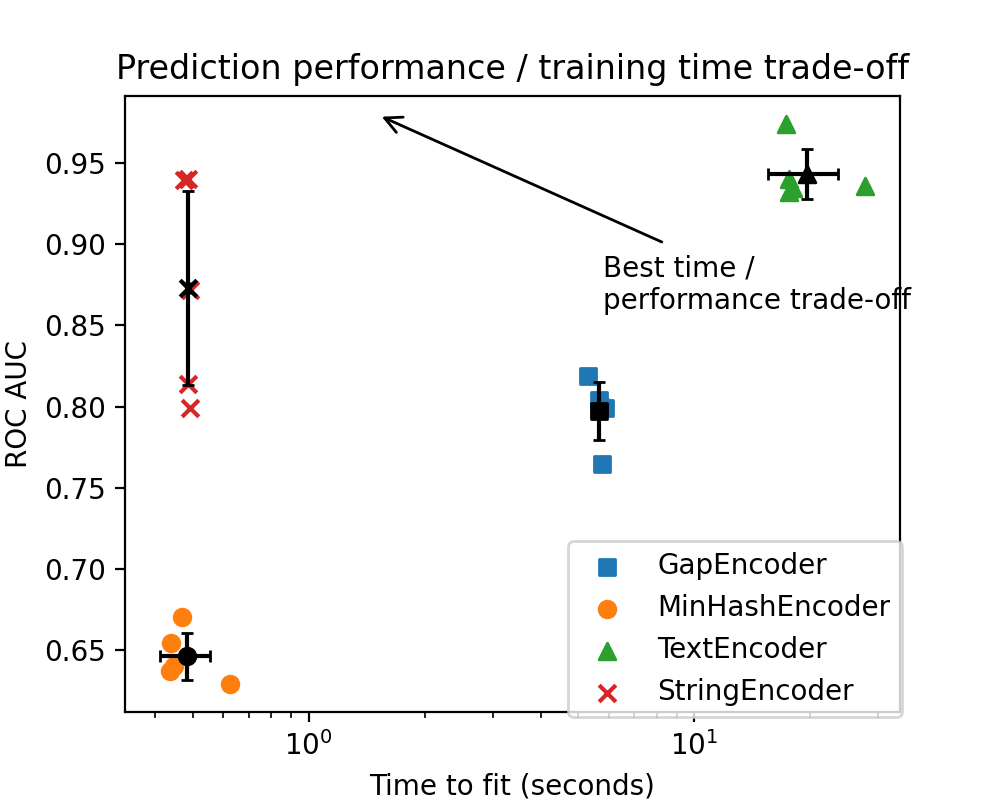 Prediction performance / training time trade-off
0.95
0.90
0.85
0.80
0.75
0.70
0.65
ROC AUC
Best time /
performance trade-off
GapEncoder
MinHashEncoder
TextEncoder
StringEncoder
10⁰
10¹
Time to fit (seconds)